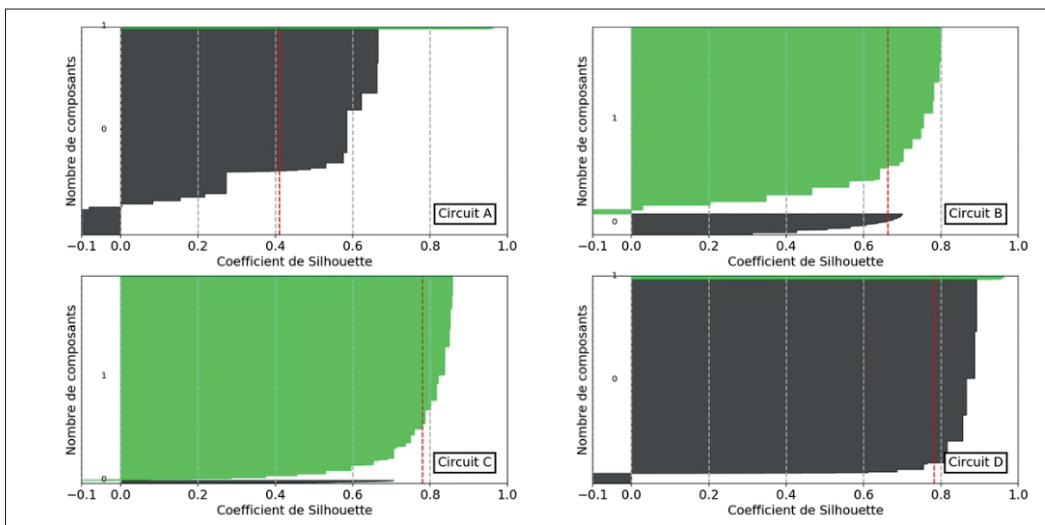 Nombre de composants
1
0
Circuit A
−0.1 0.0 0.2 0.4 0.6 0.8 1.0
Coefficient de Silhouette
Nombre de composants
1
0
Circuit B
−0.1 0.0 0.2 0.4 0.6 0.8 1.0
Coefficient de Silhouette
Nombre de composants
1
0
Circuit C
−0.1 0.0 0.2 0.4 0.6 0.8 1.0
Coefficient de Silhouette
Nombre de composants
1
0
Circuit D
−0.1 0.0 0.2 0.4 0.6 0.8 1.0
Coefficient de Silhouette